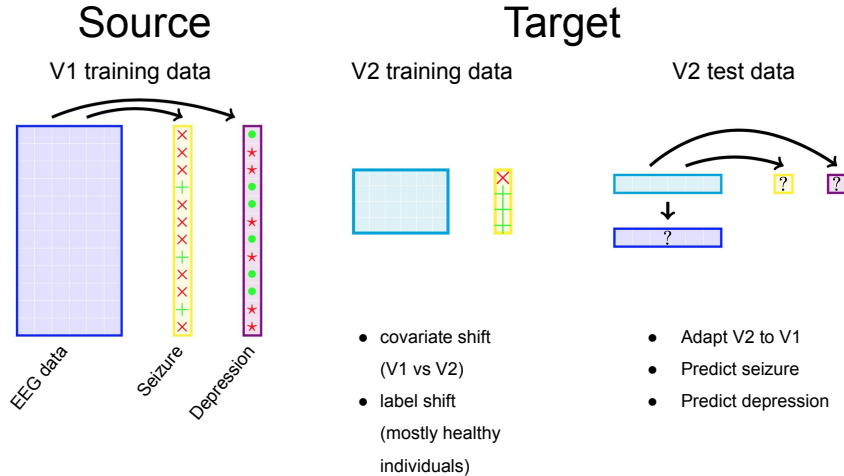 Source
Target
V1 training data
V2 training data
V2 test data
?
?
?
EEG data
Seizure
Depression
● covariate shift
(V1 vs V2)
● label shift
(mostly healthy
individuals)
● Adapt V2 to V1
● Predict seizure
● Predict depression